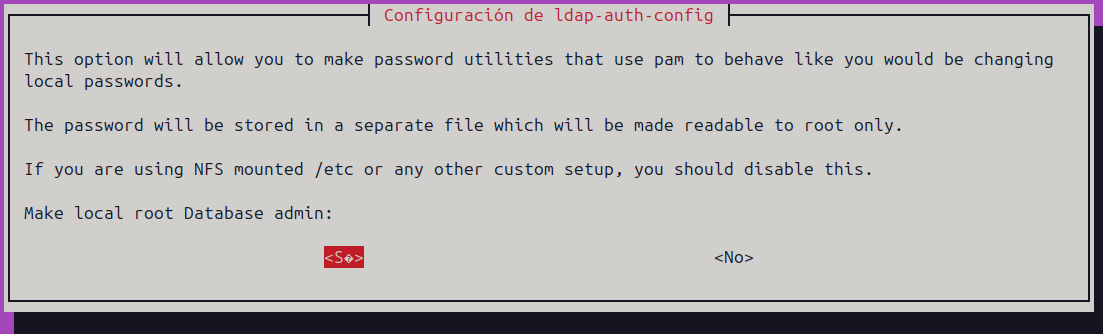 Configuración de ldap-auth-config
This option will allow you to make password utilities that use pam to behave like you would be changing
local passwords.
The password will be stored in a separate file which will be made readable to root only.
If you are using NFS mounted /etc or any other custom setup, you should disable this.
Make local root Database admin:
<S�> <No>